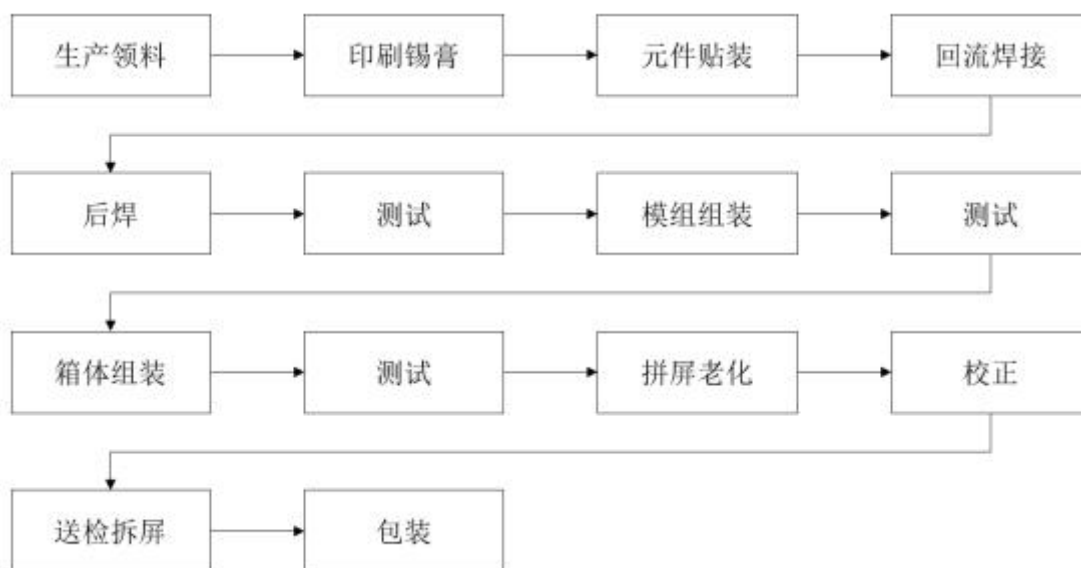 生产领料
印刷锡膏
元件贴装
回流焊接
后焊
测试
模组组装
测试
箱体组装
测试
拼屏老化
校正
送检拆屏
包装